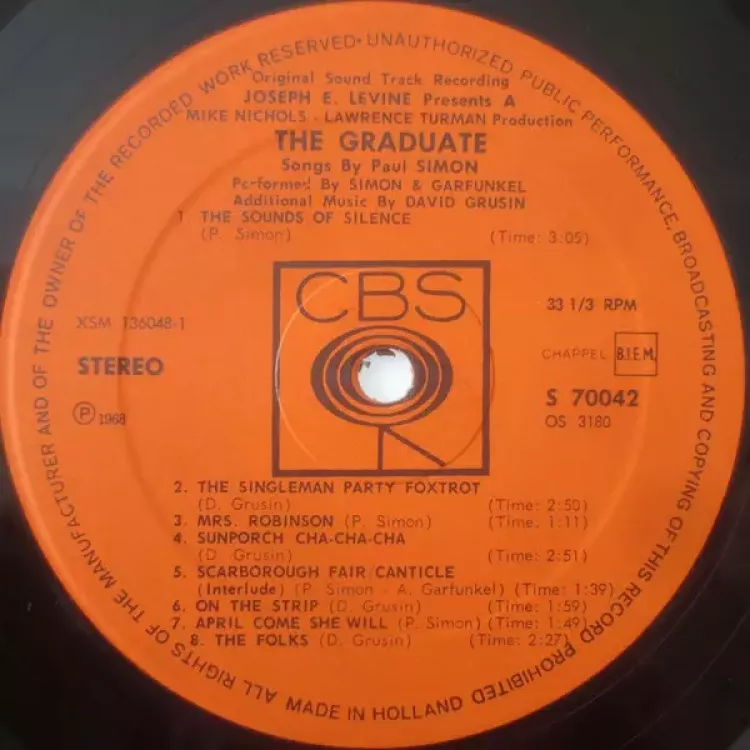 ALL RIGHTS OF THE MANUFACTURER AND OF THE OWNER OF THE RECORDED WORK RESERVED · UNAUTHORIZED PUBLIC PERFORMANCE, BROADCASTING AND COPYING OF THIS RECORD PROHIBITED
Original Sound Track Recording
JOSEPH E. LEVINE Presents A
MIKE NICHOLS - LAWRENCE TURMAN Production
THE GRADUATE
Songs By Paul SIMON
Performed By SIMON & GARFUNKEL
Additional Music By DAVID GRUSIN
1 THE SOUNDS OF SILENCE
(P. Simon) (Time: 3:05)
CBS
XSM 136048-1
33 1/3 RPM
STEREO
CHAPPEL B.I.E.M.
S 70042
Ⓟ 1968
OS 3180
2. THE SINGLEMAN PARTY FOXTROT
(D. Grusin) (Time: 2:50)
3. MRS. ROBINSON (P. Simon) (Time: 1:11)
4. SUNPORCH CHA-CHA-CHA
(D. Grusin) (Time: 2:51)
5. SCARBOROUGH FAIR/CANTICLE
(Interlude) (P. Simon - A. Garfunkel) (Time: 1:39)
6. ON THE STRIP (D. Grusin) (Time: 1:59)
7. APRIL COME SHE WILL (P. Simon) (Time: 1:49)
8. THE FOLKS (D. Grusin) (Time: 2:27)
MADE IN HOLLAND